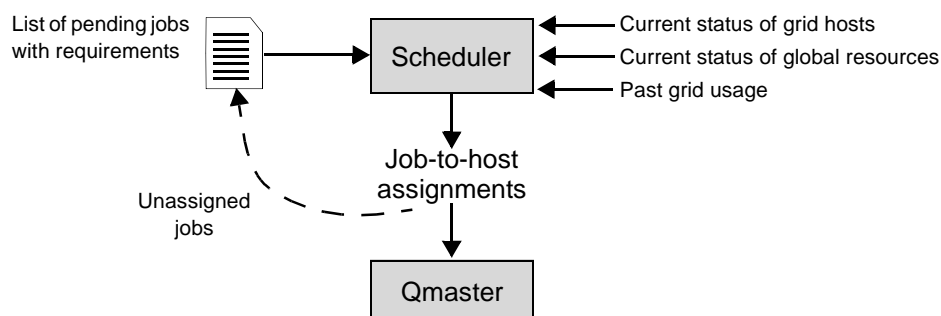 List of pending jobs
with requirements
Scheduler
Current status of grid hosts
Current status of global resources
Past grid usage
Job-to-host
assignments
Unassigned
jobs
Qmaster